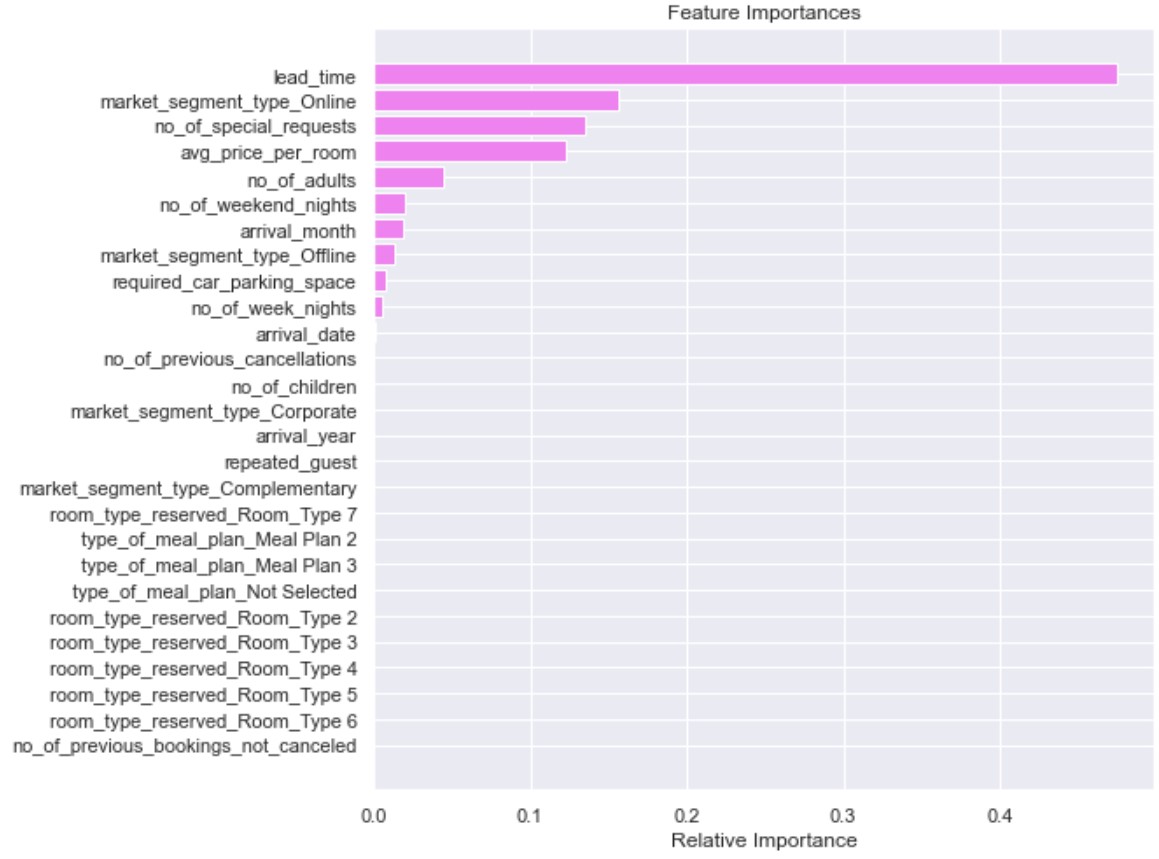 Feature Importances
lead_time
market_segment_type_Online
no_of_special_requests
avg_price_per_room
no_of_adults
no_of_weekend_nights
arrival_month
market_segment_type_Offline
required_car_parking_space
no_of_week_nights
arrival_date
no_of_previous_cancellations
no_of_children
market_segment_type_Corporate
arrival_year
repeated_guest
market_segment_type_Complementary
room_type_reserved_Room_Type 7
type_of_meal_plan_Meal Plan 2
type_of_meal_plan_Meal Plan 3
type_of_meal_plan_Not Selected
room_type_reserved_Room_Type 2
room_type_reserved_Room_Type 3
room_type_reserved_Room_Type 4
room_type_reserved_Room_Type 5
room_type_reserved_Room_Type 6
no_of_previous_bookings_not_canceled
0.0 0.1 0.2 0.3 0.4
Relative Importance